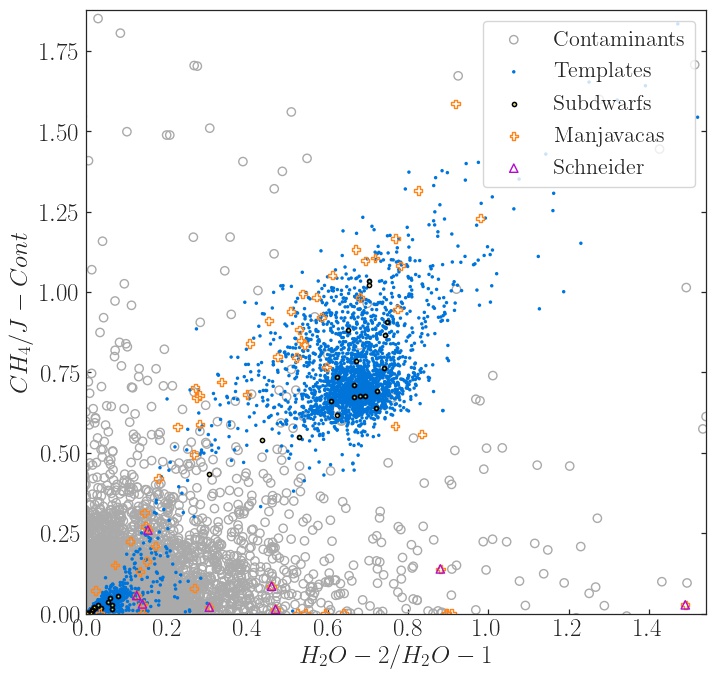 Contaminants
Templates
Subdwarfs
Manjavacas
Schneider
1.75
1.50
1.25
1.00
0.75
0.50
0.25
0.00
CH₄/J − Cont
0.0 0.2 0.4 0.6 0.8 1.0 1.2 1.4
H₂O − 2/H₂O − 1